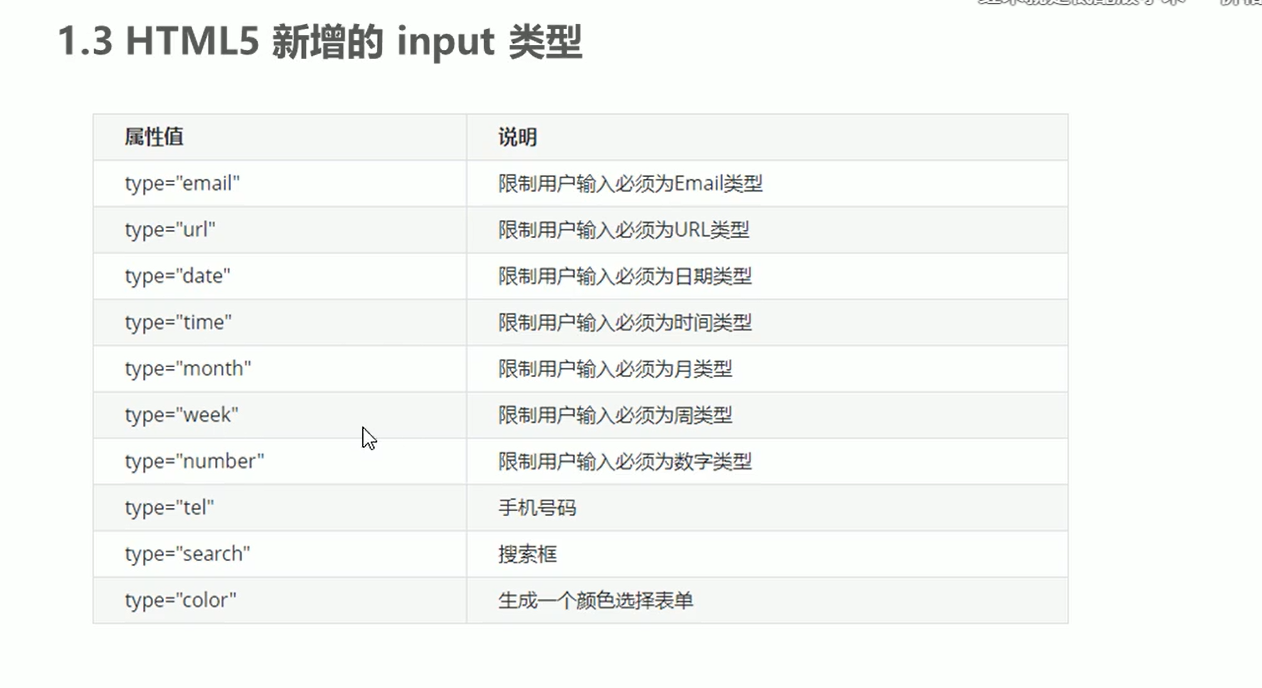 1.3 HTML5 新增的 input 类型
属性值 说明
type="email" 限制用户输入必须为Email类型
type="url" 限制用户输入必须为URL类型
type="date" 限制用户输入必须为日期类型
type="time" 限制用户输入必须为时间类型
type="month" 限制用户输入必须为月类型
type="week" 限制用户输入必须为周类型
type="number" 限制用户输入必须为数字类型
type="tel" 手机号码
type="search" 搜索框
type="color" 生成一个颜色选择表单